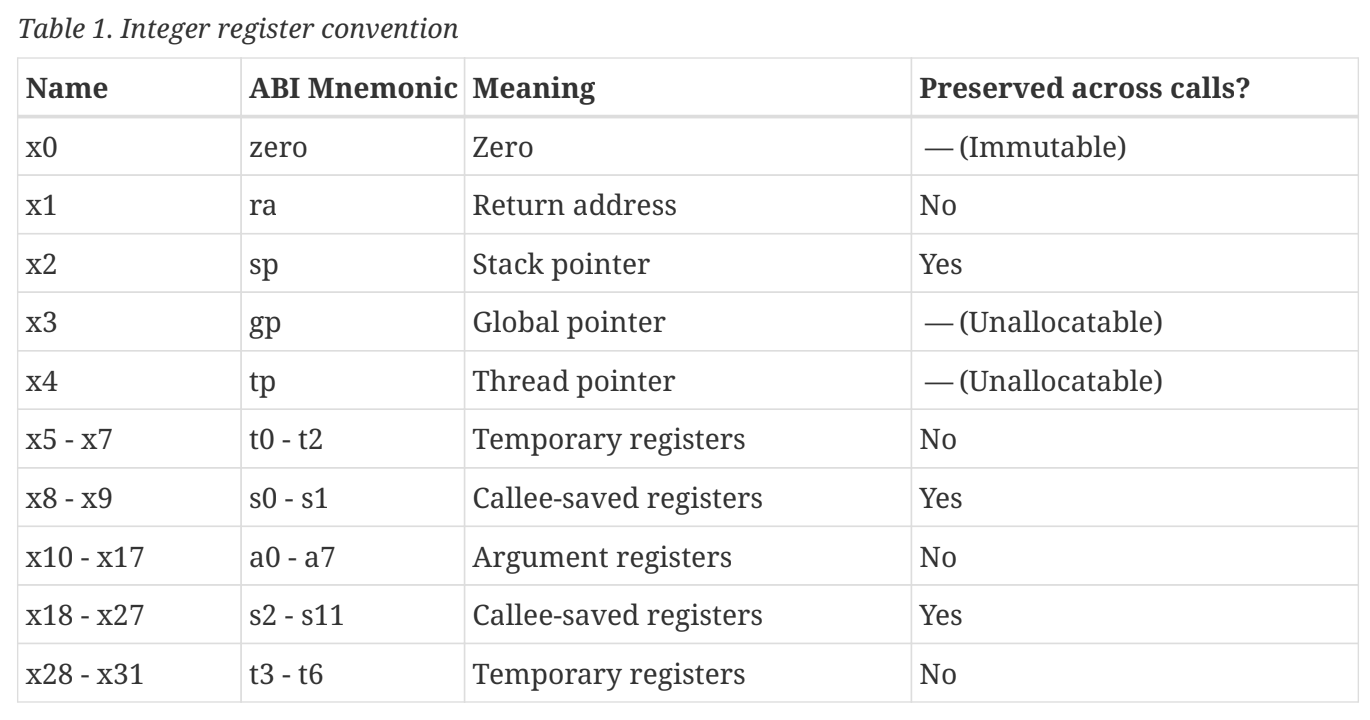 Table 1. Integer register convention
Name ABI Mnemonic Meaning Preserved across calls?
x0 zero Zero — (Immutable)
x1 ra Return address No
x2 sp Stack pointer Yes
x3 gp Global pointer — (Unallocatable)
x4 tp Thread pointer — (Unallocatable)
x5 - x7 t0 - t2 Temporary registers No
x8 - x9 s0 - s1 Callee-saved registers Yes
x10 - x17 a0 - a7 Argument registers No
x18 - x27 s2 - s11 Callee-saved registers Yes
x28 - x31 t3 - t6 Temporary registers No